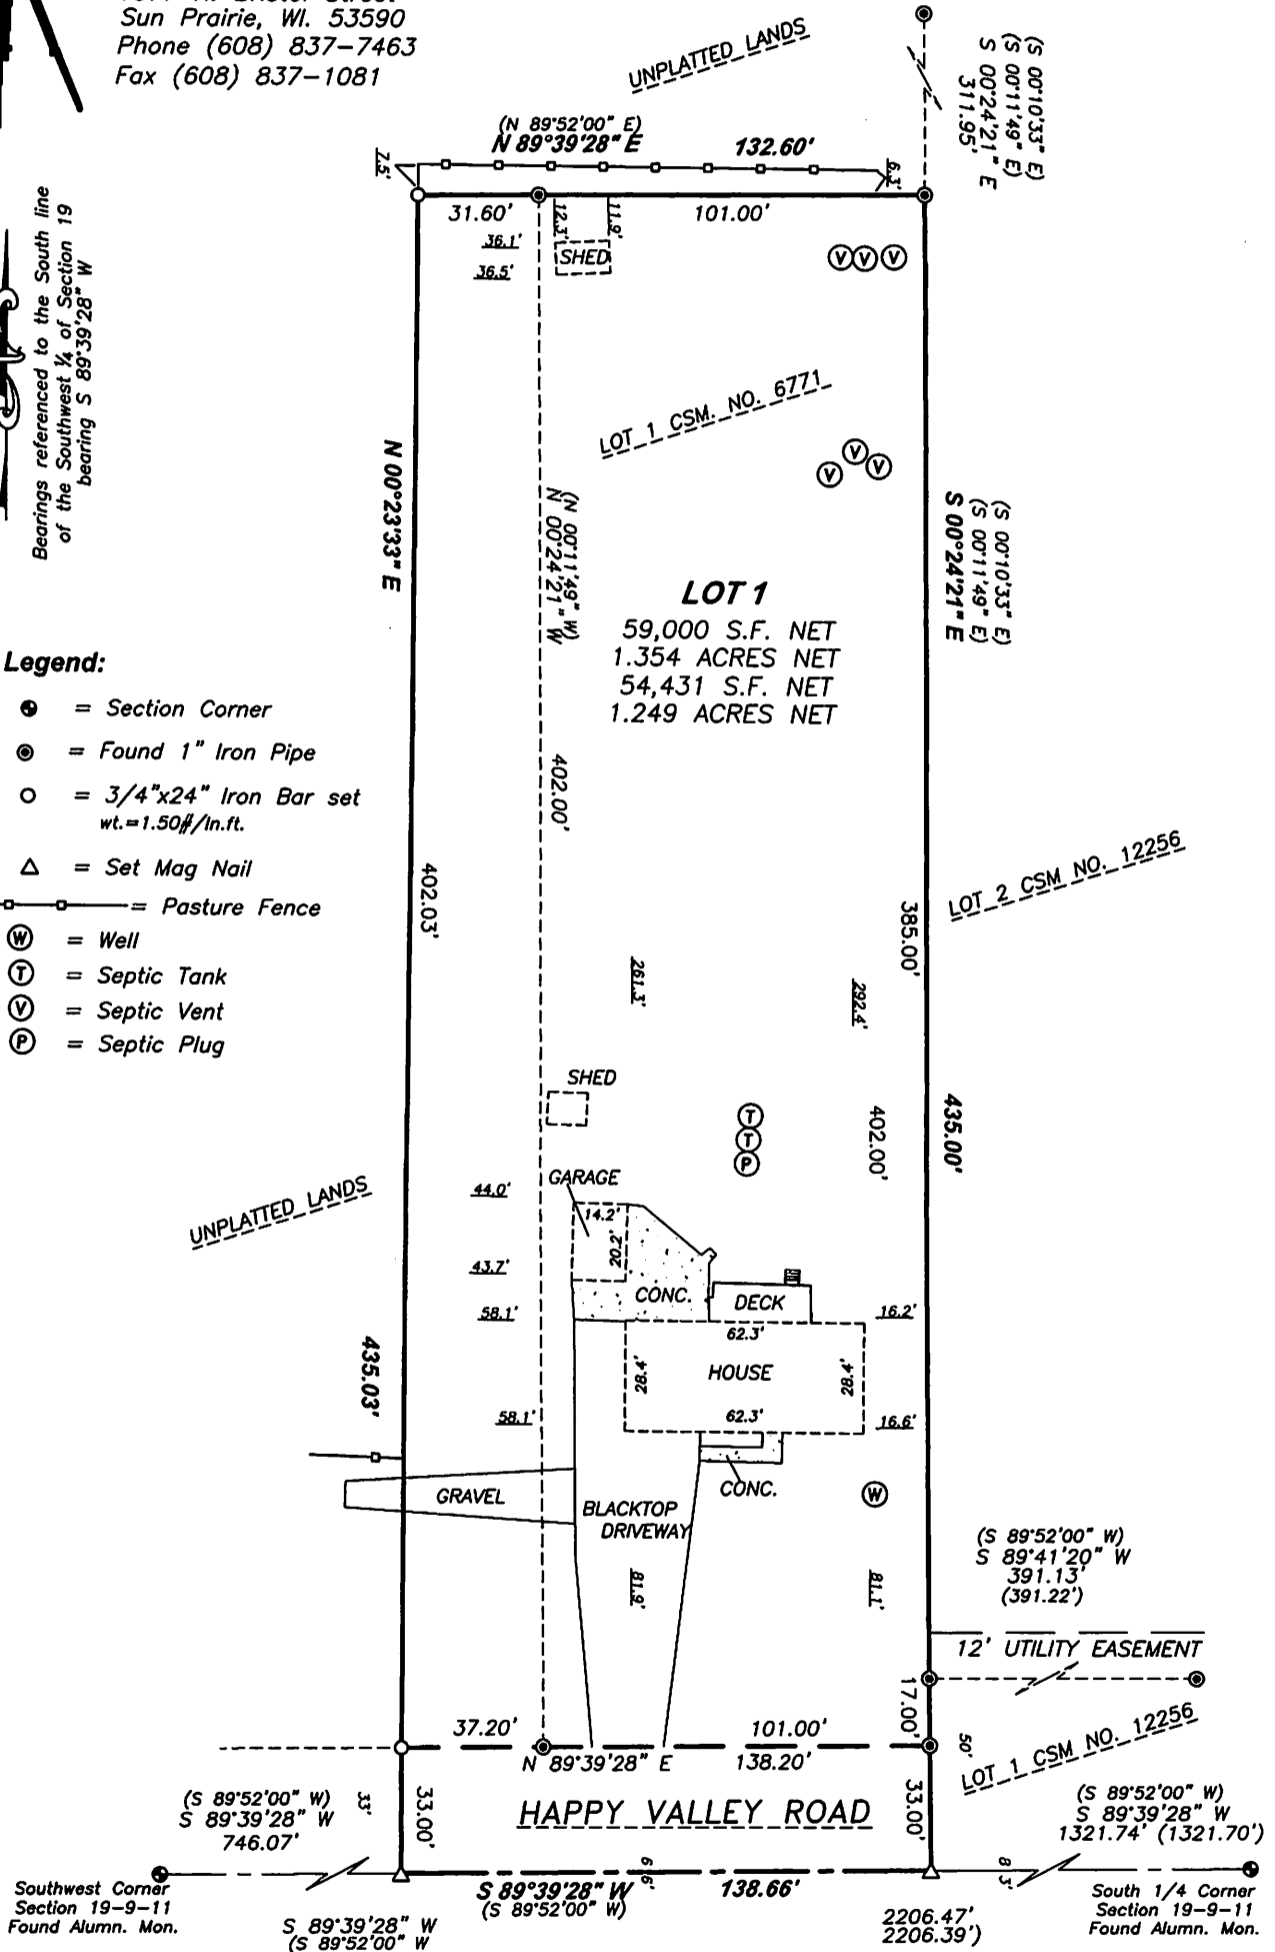 Sun Prairie, WI. 53590
Phone (608) 837-7463
Fax (608) 837-1081
UNPLATTED LANDS
(S 00°10'33" E)
(S 00°11'49" E)
S 00°24'21" E
311.95'
(N 89°52'00" E)
N 89°39'28" E 132.60'
7.5'
6.3'
31.60'
12.3'
11.9'
101.00'
36.1'
36.5'
SHED
V V V
Bearings referenced to the South line
of the Southwest ¼ of Section 19
bearing S 89°39'28" W
LOT 1 CSM. NO. 6771
V V V
N 00°23'33" E
(N 00°11'49" W)
N 00°24'21" W
(S 00°10'33" E)
(S 00°11'49" E)
S 00°24'21" E
LOT 1
59,000 S.F. NET
1.354 ACRES NET
54,431 S.F. NET
1.249 ACRES NET
Legend:
= Section Corner
= Found 1" Iron Pipe
= 3/4"x24" Iron Bar set
wt.=1.50#/ln.ft.
= Set Mag Nail
= Pasture Fence
W = Well
T = Septic Tank
V = Septic Vent
P = Septic Plug
402.00'
402.03'
385.00'
LOT 2 CSM NO. 12256
261.3'
292.4'
SHED
T
T
P
402.00'
435.00'
UNPLATTED LANDS
44.0'
GARAGE
14.2'
20.2'
43.7'
CONC.
DECK
58.1'
16.2'
62.3'
435.03'
28.4'
HOUSE
28.4'
58.1'
62.3'
16.6'
GRAVEL
BLACKTOP
DRIVEWAY
CONC.
W
81.9'
81.1'
(S 89°52'00" W)
S 89°41'20" W
391.13'
(391.22')
12' UTILITY EASEMENT
17.00'
37.20'
101.00'
N 89°39'28" E 138.20'
50'
LOT 1 CSM NO. 12256
(S 89°52'00" W)
S 89°39'28" W
746.07'
33'
33.00'
HAPPY VALLEY ROAD
33.00'
(S 89°52'00" W)
S 89°39'28" W
1321.74' (1321.70')
S 89°39'28" W 138.66'
(S 89°52'00" W)
Southwest Corner
Section 19-9-11
Found Alumn. Mon.
S 89°39'28" W
(S 89°52'00" W
2206.47'
2206.39')
South 1/4 Corner
Section 19-9-11
Found Alumn. Mon.